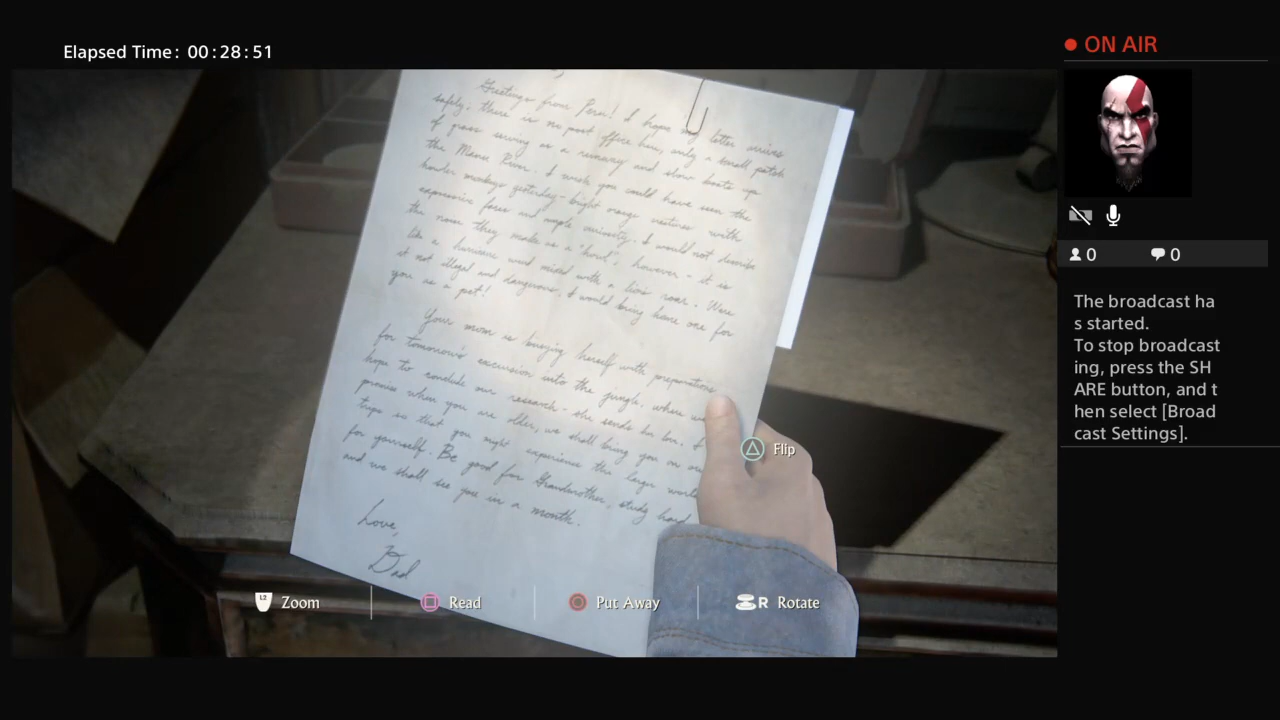 Elapsed Time: 00:28:51
ON AIR
Greetings from Peru! I hope my letter arrives
safely; there is no post office here, only a small patch
of grass serving as a runway and slow boats up
the Manu River. I wish you could have seen the
howler monkeys yesterday - bright orange creatures with
expressive faces and ample curiosity. I would not describe
the noise they make as a "howl", however - it is
like a hurricane wind mixed with a lion's roar. Were
it not illegal and dangerous, I would bring home one for
you as a pet!
Your mom is busying herself with preparations
for tomorrow's excursion into the jungle, where we
hope to conclude our research - she sends her love. I
promise when you are older, we shall bring you on our
trips so that you might experience the larger world
for yourself. Be good for Grandmother, study hard
and we shall see you in a month.
Love,
Dad
Flip
L2
Zoom
Read
Put Away
R
Rotate
0
0
The broadcast ha
s started.
To stop broadcast
ing, press the SH
ARE button, and t
hen select [Broad
cast Settings].